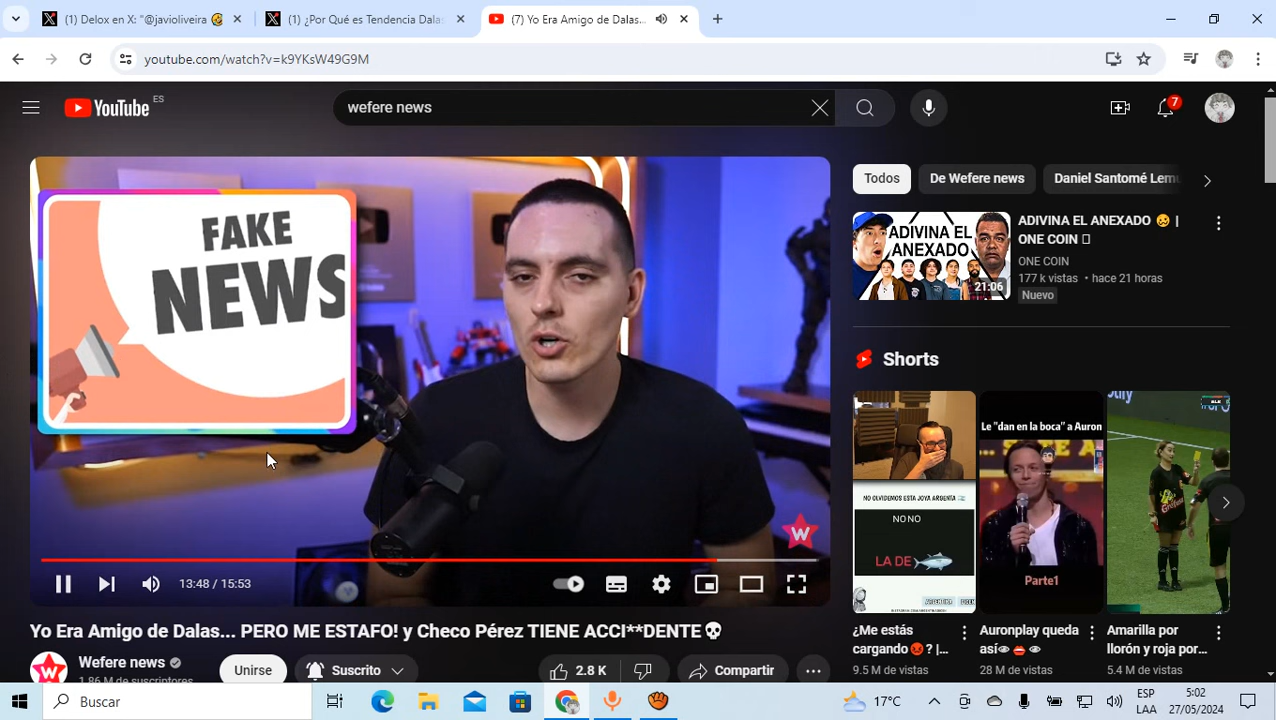 (1) Delox en X: "@javioliveira
(1) ¿Por Qué es Tendencia Dalas
(7) Yo Era Amigo de Dalas...
youtube.com/watch?v=k9YKsW49G9M
YouTube ES
wefere news
7
Todos
De Wefere news
Daniel Santomé Lemu
FAKE
NEWS
W
13:48 / 15:53
Yo Era Amigo de Dalas... PERO ME ESTAFO! y Checo Pérez TIENE ACCI**DENTE💀
W
Wefere news
1.86 M de suscriptores
Unirse
Suscrito
2.8 K
Compartir
ADIVINA EL
ANEXADO
21:06
ADIVINA EL ANEXADO 😔 |
ONE COIN
ONE COIN
177 k vistas • hace 21 horas
Nuevo
Shorts
NO OLVIDEMOS ESTA JOYA ARGENTA
NO NO
LA DE
Le "dan en la boca" a Auron
Parte1
¿Me estás
cargando😡? |...
9.5 M de vistas
Auronplay queda
así👁👄👁
28 M de vistas
Amarilla por
llorón y roja por...
5.4 M de vistas
Buscar
17°C
ESP
LAA
5:02
27/05/2024